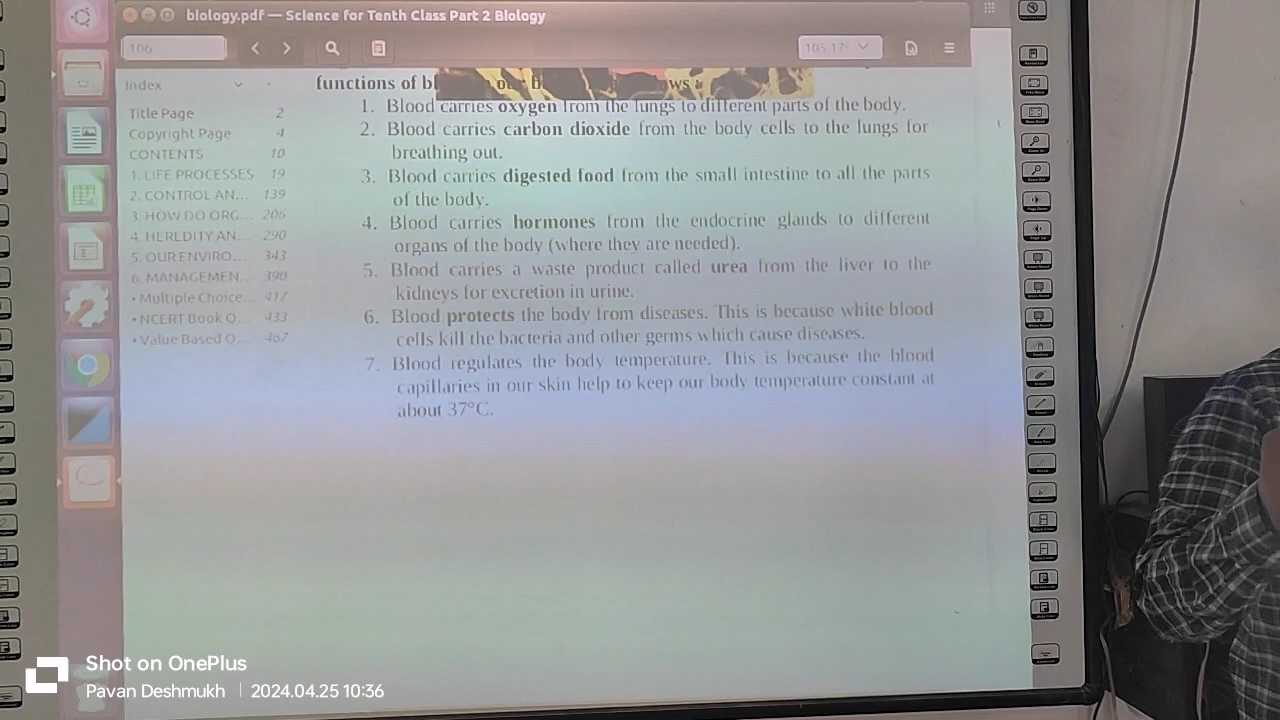 biology.pdf — Science for Tenth Class Part 2 Biology
106
105.17%
Index
Title Page 2
Copyright Page 4
CONTENTS 10
1. LIFE PROCESSES 19
2. CONTROL AN... 139
3. HOW DO ORG... 206
4. HEREDITY AN... 290
5. OUR ENVIRO... 343
6. MANAGEMEN... 390
• Multiple Choice... 417
• NCERT Book Q... 433
• Value Based Q... 467
functions of
1. Blood carries oxygen from the lungs to different parts of the body.
2. Blood carries carbon dioxide from the body cells to the lungs for
breathing out.
3. Blood carries digested food from the small intestine to all the parts
of the body.
4. Blood carries hormones from the endocrine glands to different
organs of the body (where they are needed).
5. Blood carries a waste product called urea from the liver to the
kidneys for excretion in urine.
6. Blood protects the body from diseases. This is because white blood
cells kill the bacteria and other germs which cause diseases.
7. Blood regulates the body temperature. This is because the blood
capillaries in our skin help to keep our body temperature constant at
about 37°C.
Shot on OnePlus
Pavan Deshmukh | 2024.04.25 10:36